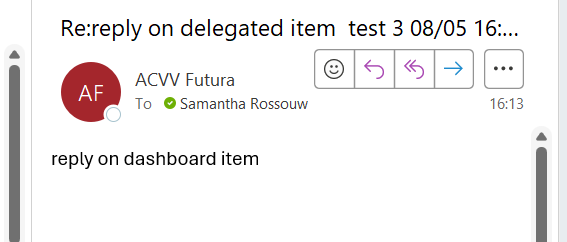 Re:reply on delegated item  test 3 08/05 16:...
AF
ACVV Futura
To Samantha Rossouw
16:13
reply on dashboard item